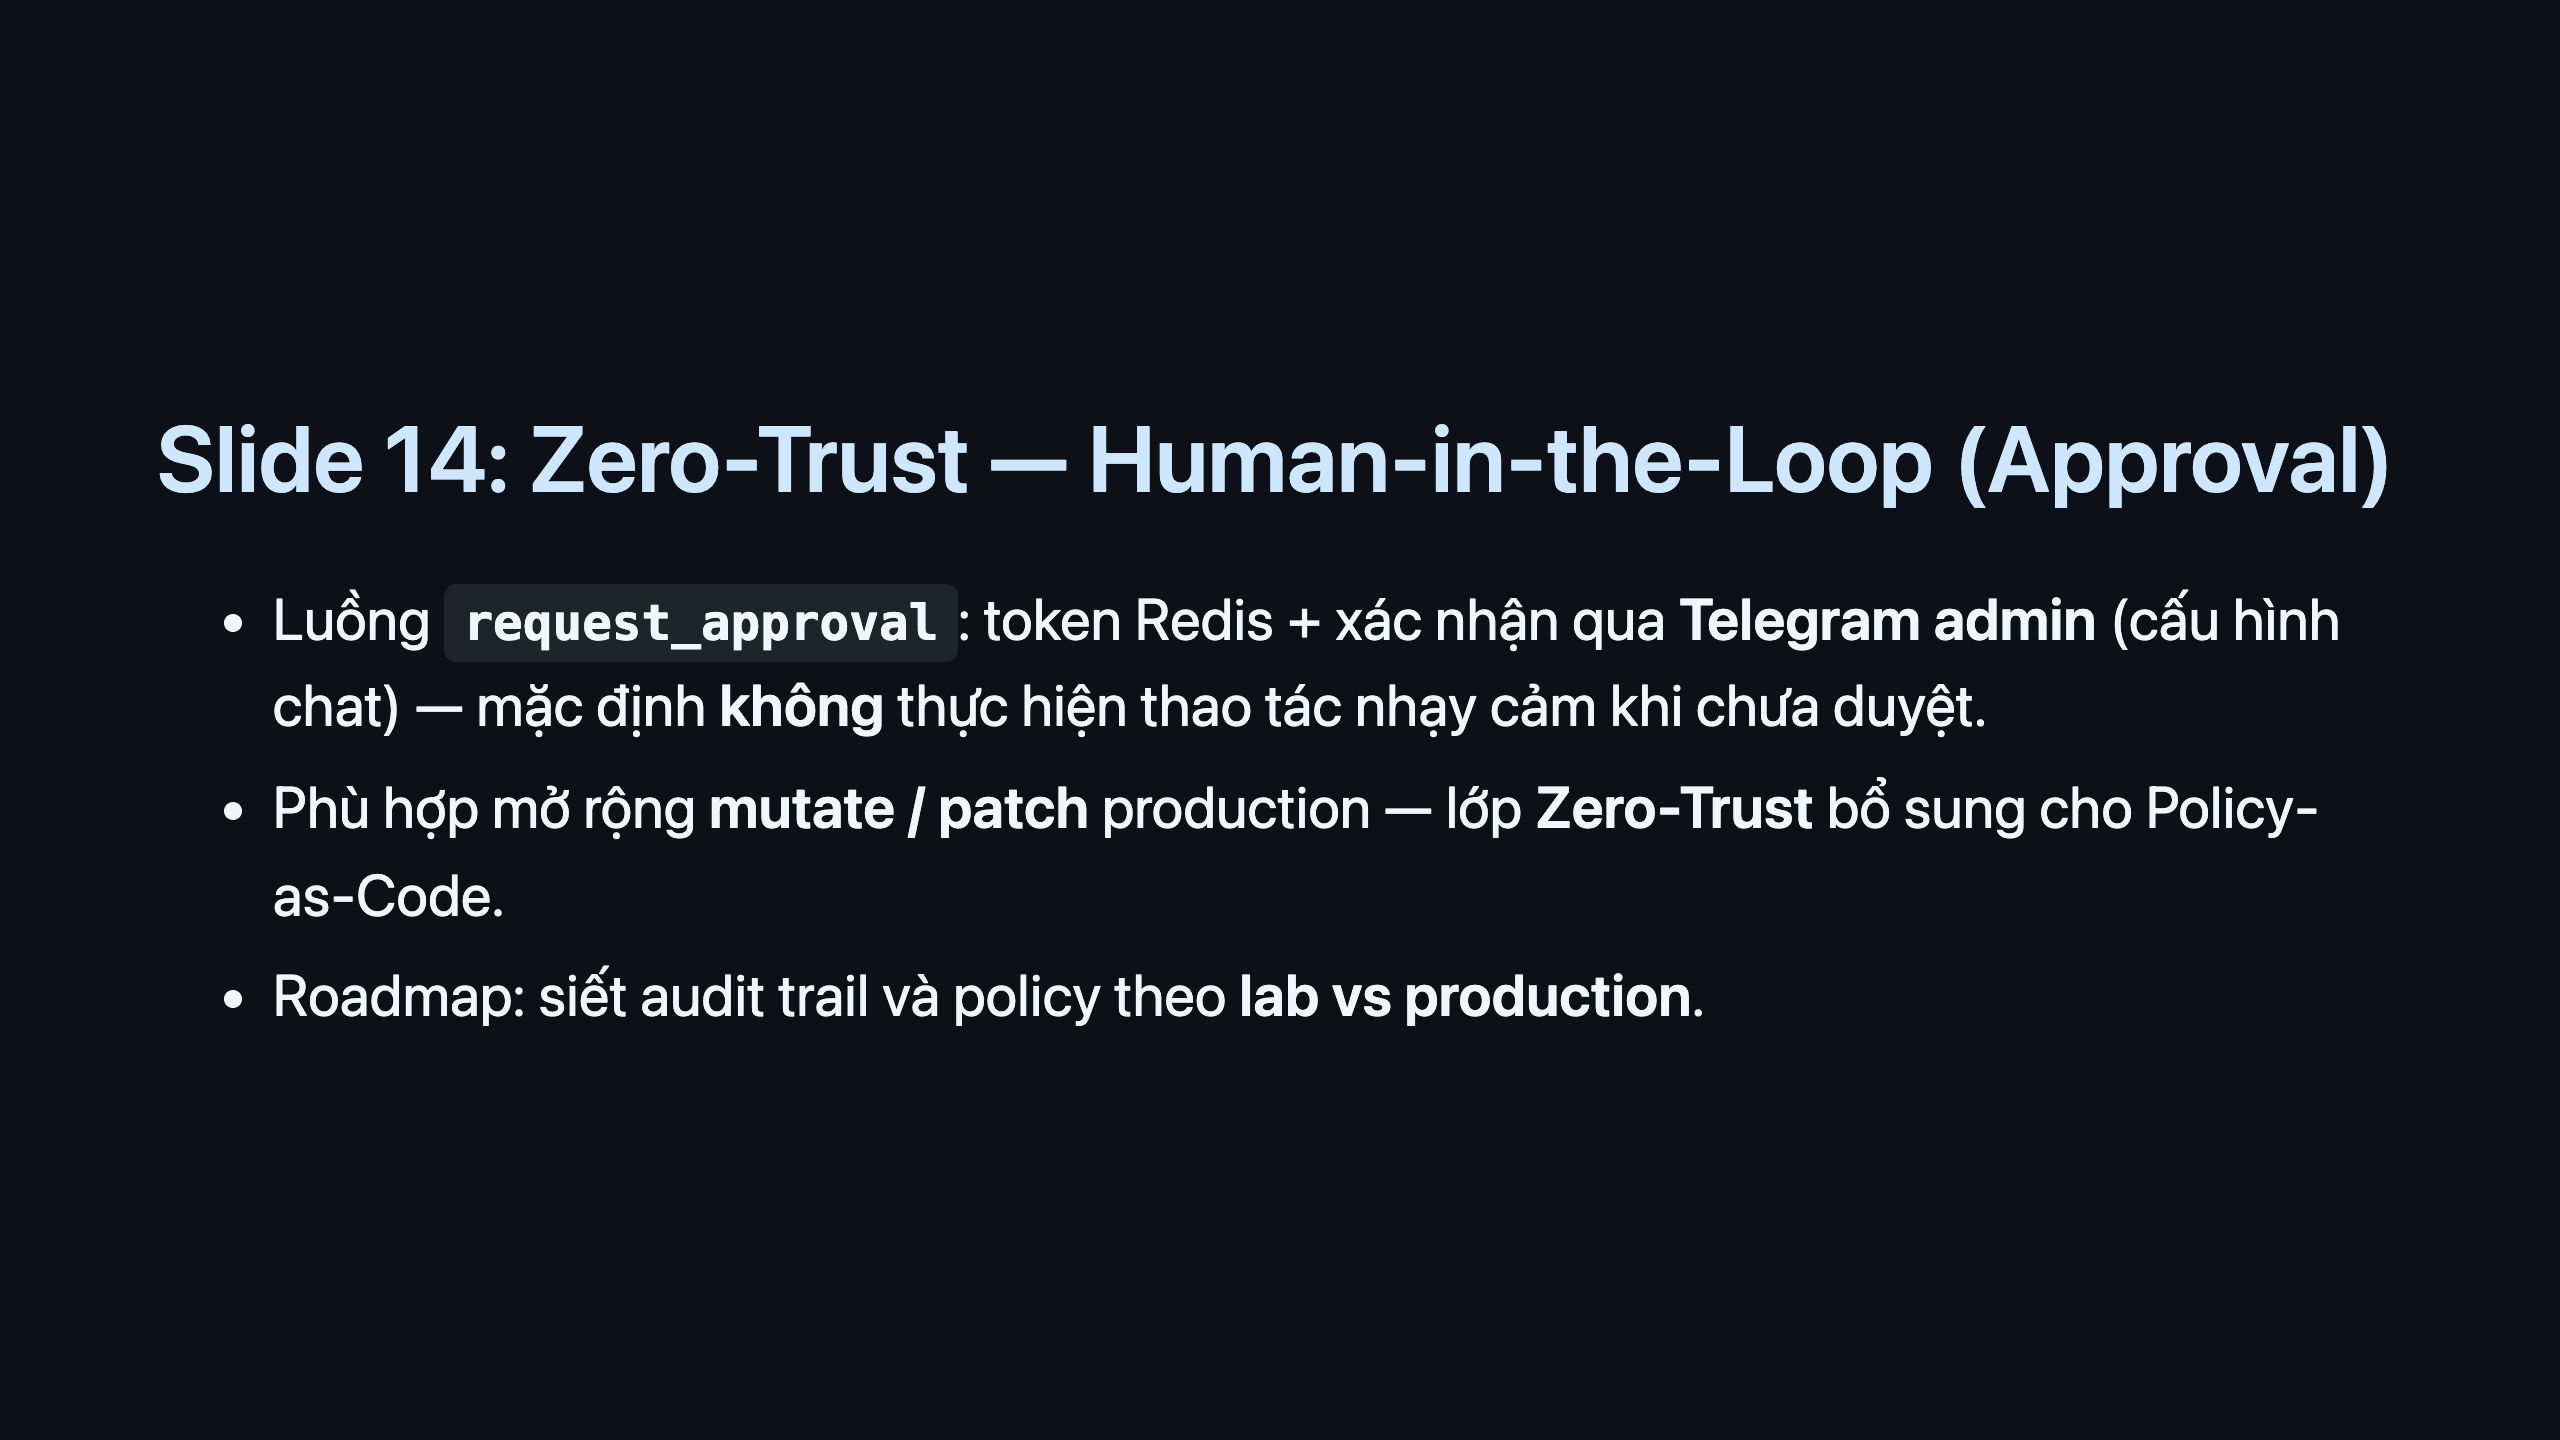 Slide 14: Zero-Trust — Human-in-the-Loop (Approval)
• Luồng request_approval: token Redis + xác nhận qua Telegram admin (cấu hình
chat) — mặc định không thực hiện thao tác nhạy cảm khi chưa duyệt.
• Phù hợp mở rộng mutate / patch production — lớp Zero-Trust bổ sung cho Policy-
as-Code.
• Roadmap: siết audit trail và policy theo lab vs production.